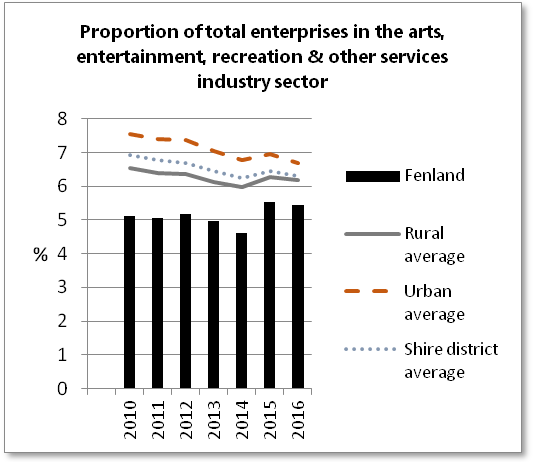 Proportion of total enterprises in the arts,
entertainment, recreation & other services
industry sector
8
7
6
5
4
3
2
1
0
%
2010
2011
2012
2013
2014
2015
2016
Fenland
Rural
average
Urban
average
Shire district
average